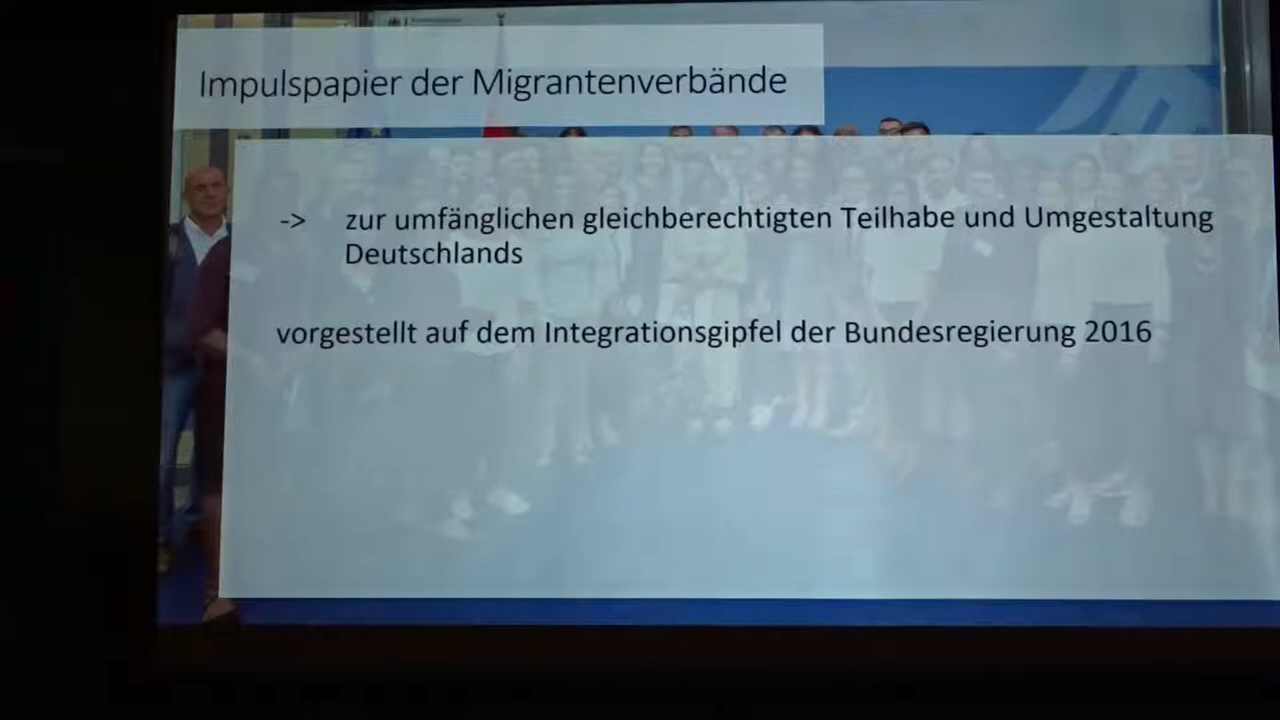 Impulspapier der Migrantenverbände
-> zur umfänglichen gleichberechtigten Teilhabe und Umgestaltung
Deutschlands
vorgestellt auf dem Integrationsgipfel der Bundesregierung 2016